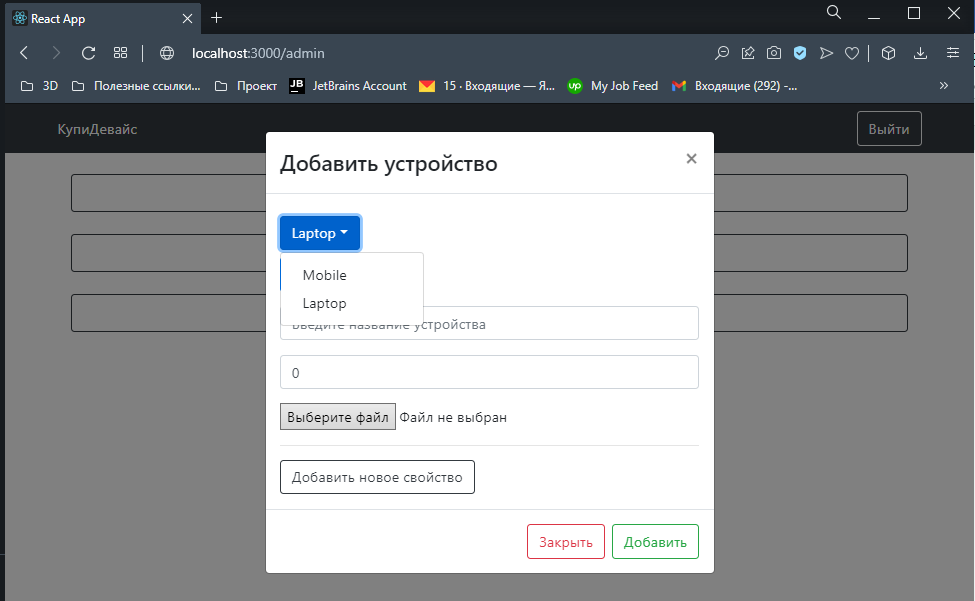 React App
localhost:3000/admin
3D Полезные ссылки... Проект JB JetBrains Account 15 · Входящие — Я... up My Job Feed Входящие (292) -...
КупиДевайс Выйти
Добавить устройство
Laptop
Mobile
Laptop
Введите название устройства
0
Выберите файл Файл не выбран
Добавить новое свойство
Закрыть Добавить